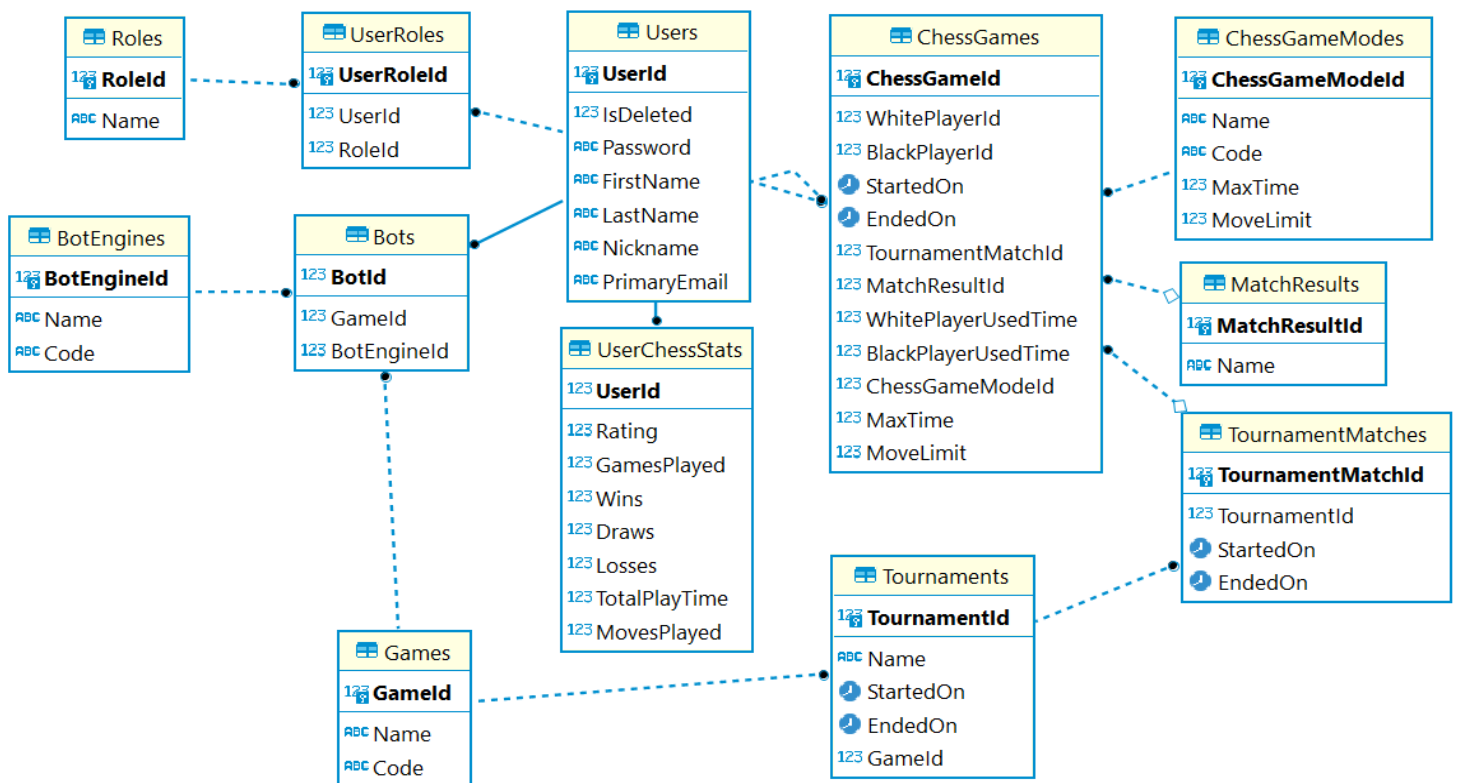 Roles
RoleId
Name
UserRoles
UserRoleId
UserId
RoleId
Users
UserId
IsDeleted
Password
FirstName
LastName
Nickname
PrimaryEmail
ChessGames
ChessGameId
WhitePlayerId
BlackPlayerId
StartedOn
EndedOn
TournamentMatchId
MatchResultId
WhitePlayerUsedTime
BlackPlayerUsedTime
ChessGameModeId
MaxTime
MoveLimit
ChessGameModes
ChessGameModeId
Name
Code
MaxTime
MoveLimit
BotEngines
BotEngineId
Name
Code
Bots
BotId
GameId
BotEngineId
MatchResults
MatchResultId
Name
UserChessStats
UserId
Rating
GamesPlayed
Wins
Draws
Losses
TotalPlayTime
MovesPlayed
TournamentMatches
TournamentMatchId
TournamentId
StartedOn
EndedOn
Tournaments
TournamentId
Name
StartedOn
EndedOn
GameId
Games
GameId
Name
Code